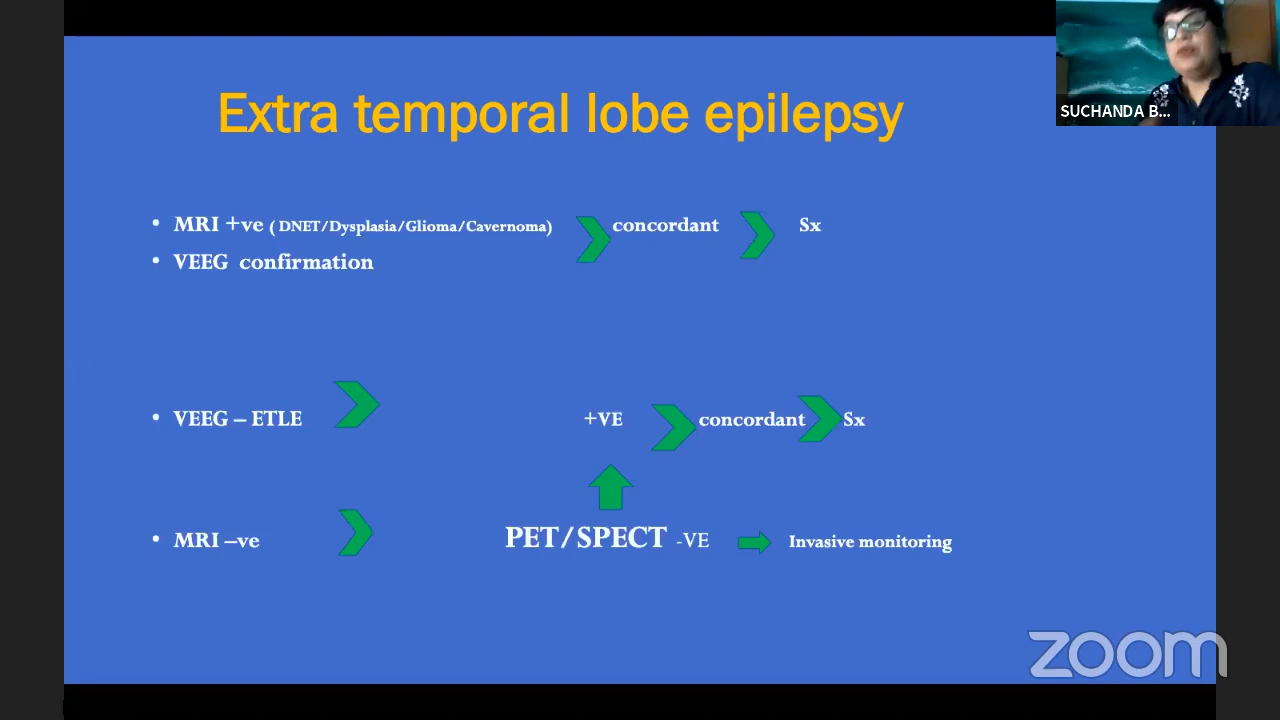 Extra temporal lobe epilepsy
SUCHANDA B...
• MRI +ve ( DNET/Dysplasia/Glioma/Cavernoma) concordant Sx
• VEEG confirmation
• VEEG – ETLE +VE concordant Sx
• MRI –ve PET/SPECT -VE Invasive monitoring
zoom